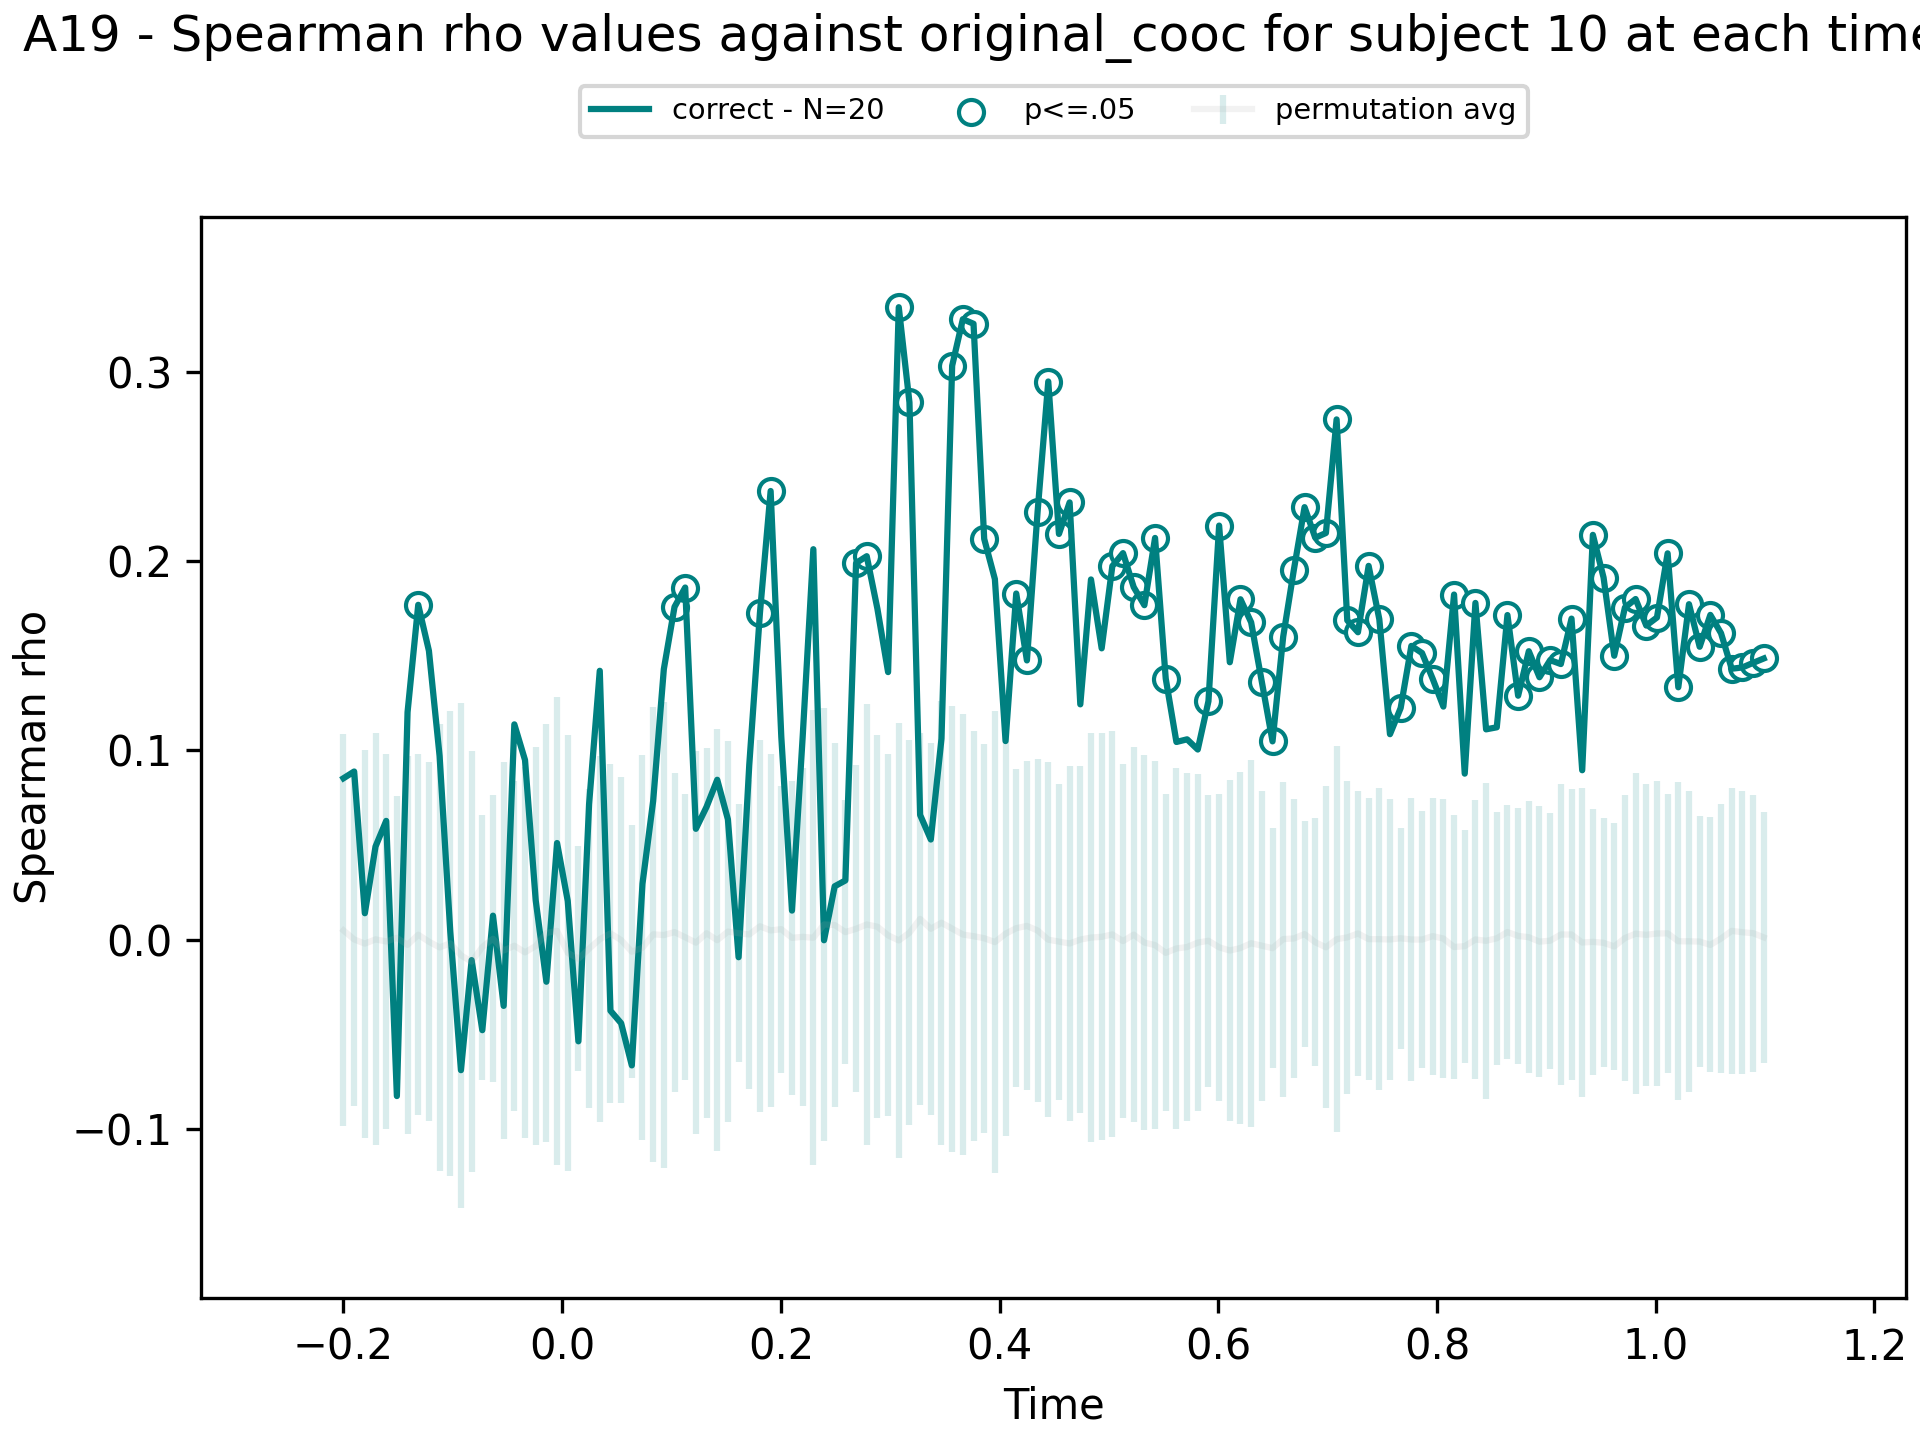 A19 - Spearman rho values against original_cooc for subject 10 at each time
correct - N=20 p<=.05 permutation avg
Spearman rho
0.3
0.2
0.1
0.0
−0.1
−0.2 0.0 0.2 0.4 0.6 0.8 1.0 1.2
Time